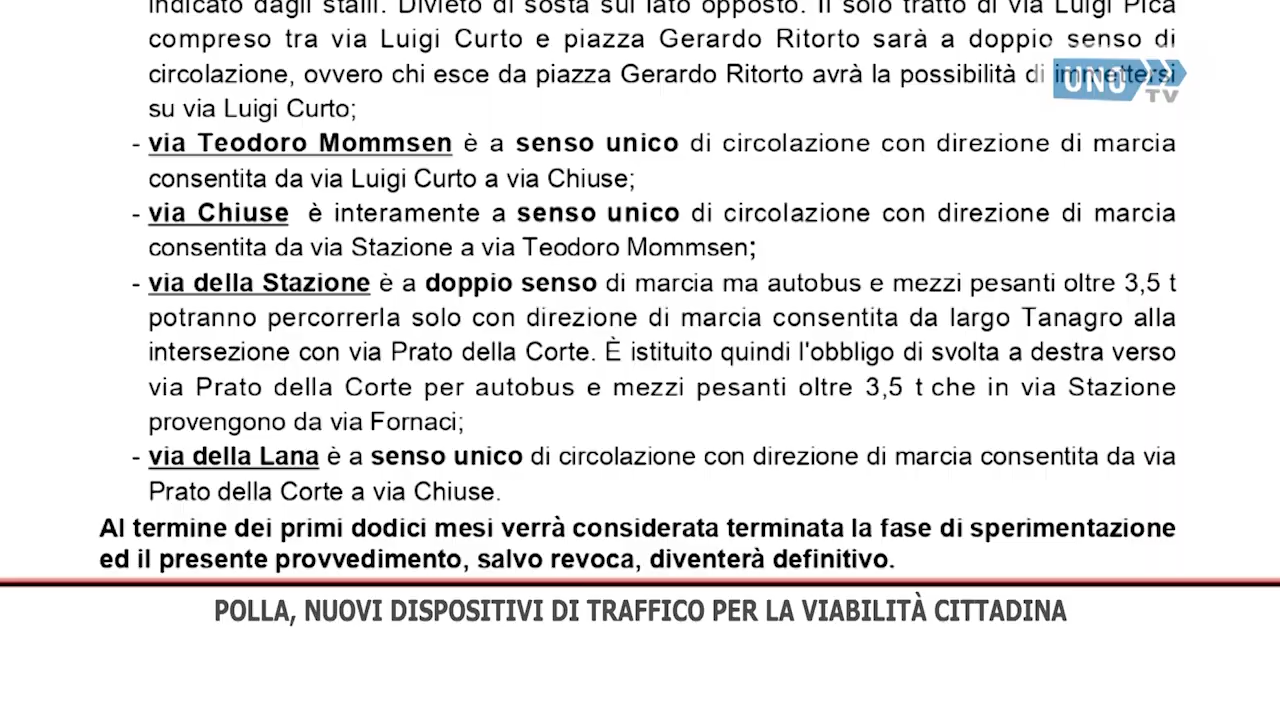 indicato dagli stalli. Divieto di sosta sul lato opposto. Il solo tratto di via Luigi Pica
compreso tra via Luigi Curto e piazza Gerardo Ritorto sarà a doppio senso di
circolazione, ovvero chi esce da piazza Gerardo Ritorto avrà la possibilità di immettersi
su via Luigi Curto;
- via Teodoro Mommsen è a senso unico di circolazione con direzione di marcia
consentita da via Luigi Curto a via Chiuse;
- via Chiuse è interamente a senso unico di circolazione con direzione di marcia
consentita da via Stazione a via Teodoro Mommsen;
- via della Stazione è a doppio senso di marcia ma autobus e mezzi pesanti oltre 3,5 t
potranno percorrerla solo con direzione di marcia consentita da largo Tanagro alla
intersezione con via Prato della Corte. È istituito quindi l'obbligo di svolta a destra verso
via Prato della Corte per autobus e mezzi pesanti oltre 3,5 t che in via Stazione
provengono da via Fornaci;
- via della Lana è a senso unico di circolazione con direzione di marcia consentita da via
Prato della Corte a via Chiuse.
Al termine dei primi dodici mesi verrà considerata terminata la fase di sperimentazione
ed il presente provvedimento, salvo revoca, diventerà definitivo.
UNO
TV
POLLA, NUOVI DISPOSITIVI DI TRAFFICO PER LA VIABILITÀ CITTADINA